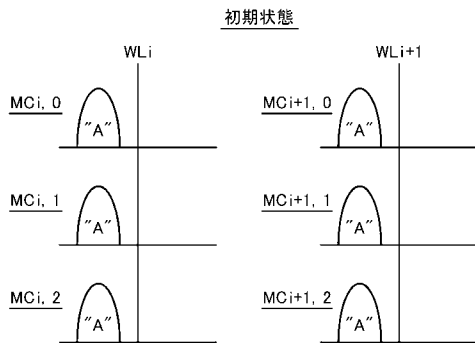 初期状態
WLi WLi+1
MCi, 0 "A" MCi+1, 0 "A"
MCi, 1 "A" MCi+1, 1 "A"
MCi, 2 "A" MCi+1, 2 "A"